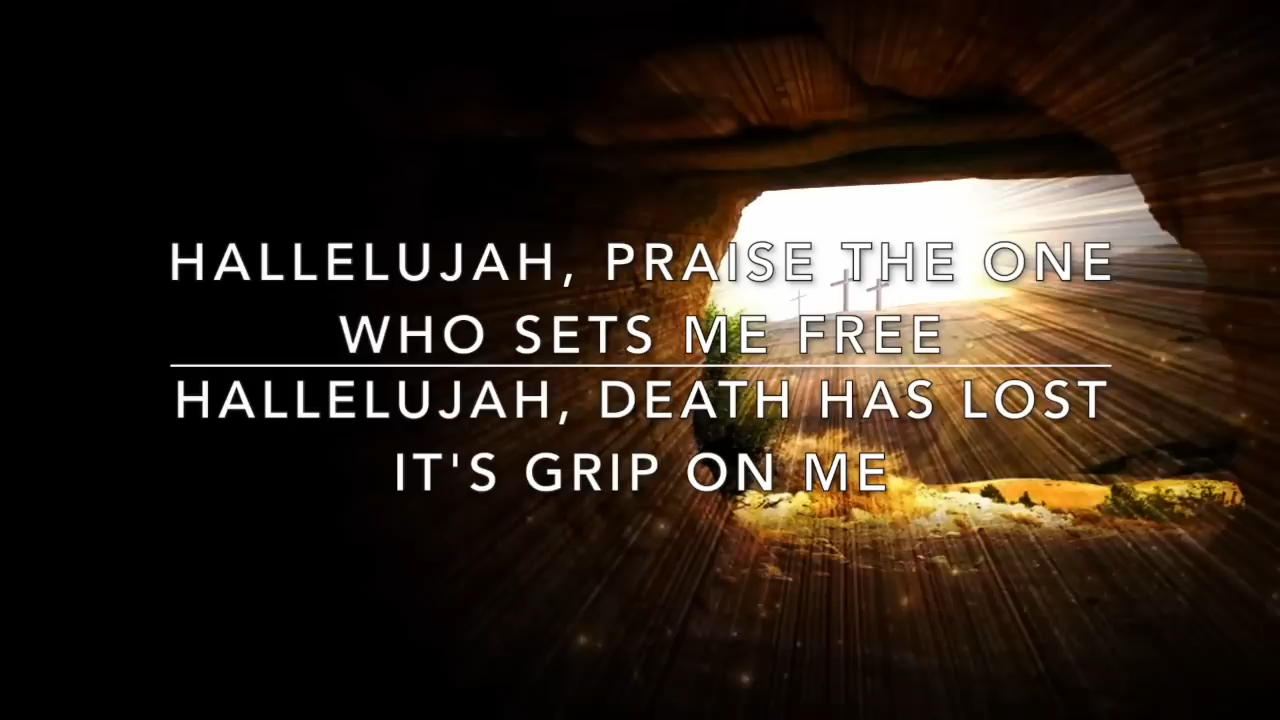 HALLELUJAH, PRAISE THE ONE
WHO SETS ME FREE
HALLELUJAH, DEATH HAS LOST
IT'S GRIP ON ME